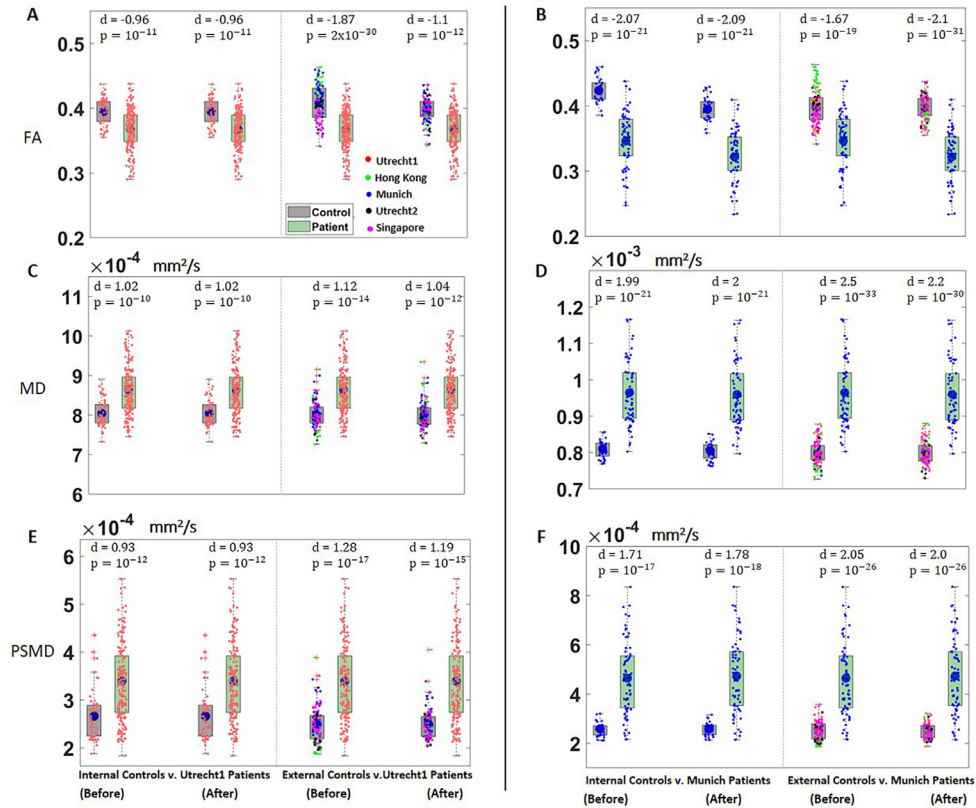 A
d = -0.96 d = -0.96 d = -1.87 d = -1.1
p = 10⁻¹¹ p = 10⁻¹¹ p = 2x10⁻³⁰ p = 10⁻¹²
0.5
0.4
FA
0.3
0.2
Utrecht1
Hong Kong
Munich
Utrecht2
Singapore
Control
Patient
B
d = -2.07 d = -2.09 d = -1.67 d = -2.1
p = 10⁻²¹ p = 10⁻²¹ p = 10⁻¹⁹ p = 10⁻³¹
0.5
0.4
0.3
0.2
C
×10⁻⁴ mm²/s
d = 1.02 d = 1.02 d = 1.12 d = 1.04
p = 10⁻¹⁰ p = 10⁻¹⁰ p = 10⁻¹⁴ p = 10⁻¹²
11
10
9
MD
8
7
6
D
×10⁻³ mm²/s
d = 1.99 d = 2 d = 2.5 d = 2.2
p = 10⁻²¹ p = 10⁻²¹ p = 10⁻³³ p = 10⁻³⁰
1.2
1.1
1
0.9
0.8
0.7
E
×10⁻⁴ mm²/s
d = 0.93 d = 0.93 d = 1.28 d = 1.19
p = 10⁻¹² p = 10⁻¹² p = 10⁻¹⁷ p = 10⁻¹⁵
6
5
4
PSMD
3
2
Internal Controls v. Utrecht1 Patients External Controls v.Utrecht1 Patients
(Before) (After) (Before) (After)
F
×10⁻⁴ mm²/s
d = 1.71 d = 1.78 d = 2.05 d = 2.0
p = 10⁻¹⁷ p = 10⁻¹⁸ p = 10⁻²⁶ p = 10⁻²⁶
10
8
6
4
2
Internal Controls v. Munich Patients External Controls v. Munich Patients
(Before) (After) (Before) (After)